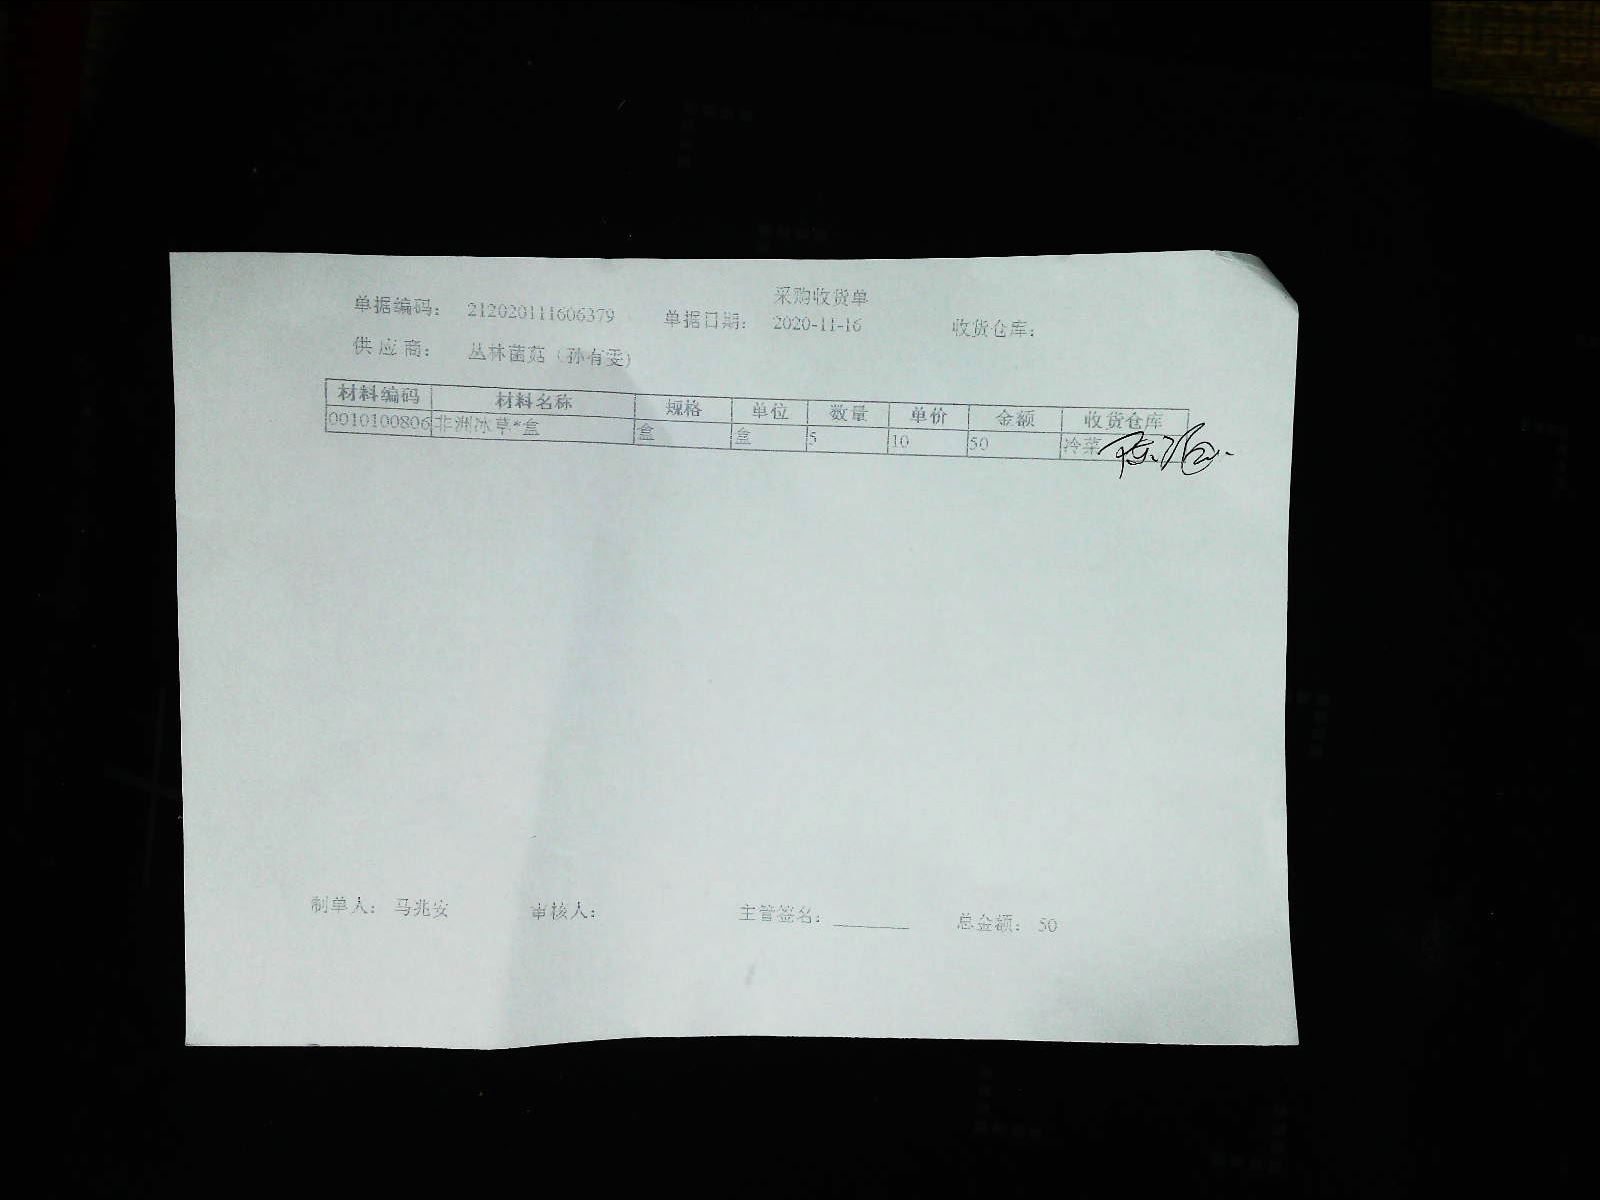 采购收货单
单据编码： 212020111606379 单据日期： 2020-11-16 收货仓库：
供 应 商： 丛林菌菇（孙有雯）
材料编码 材料名称 规格 单位 数量 单价 金额 收货仓库
0010100806 非洲冰草*盒 盒 盒 5 10 50 冷菜
制单人： 马兆安 审核人： 主管签名： 总金额： 50